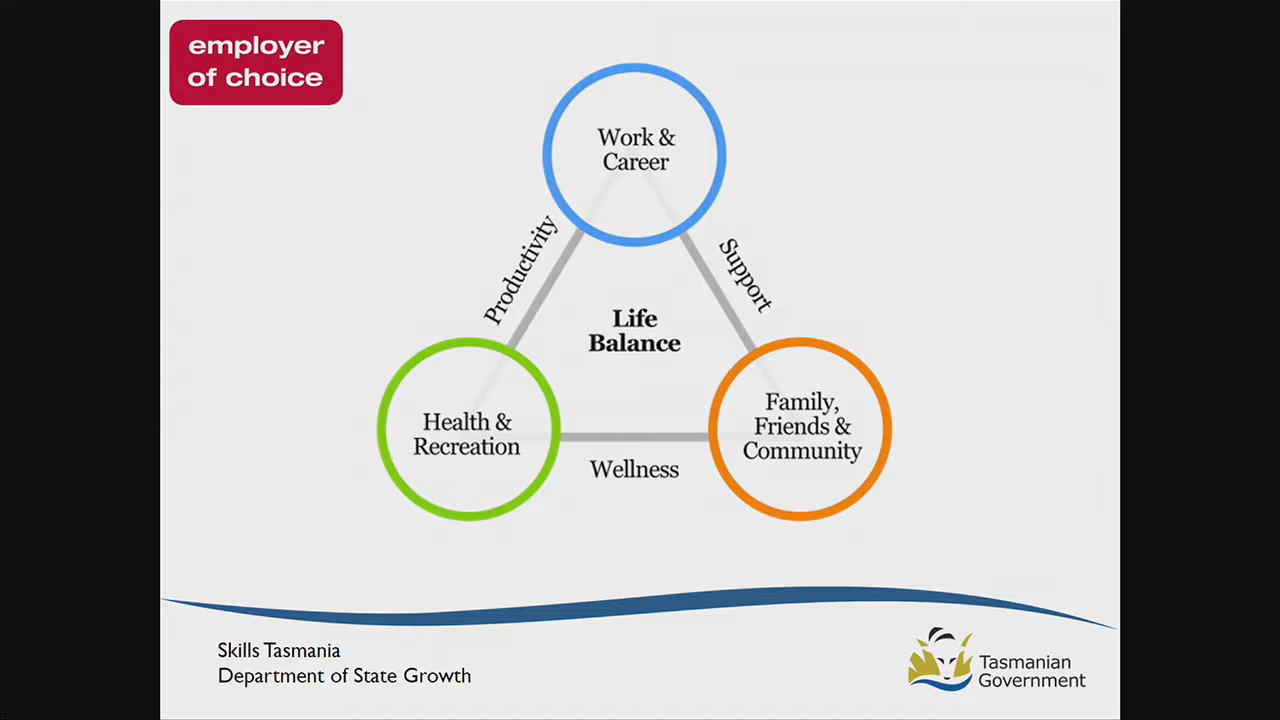 employer
of choice
Work &
Career
Productivity
Support
Life
Balance
Health &
Recreation
Family,
Friends &
Community
Wellness
Skills Tasmania
Department of State Growth
Tasmanian
Government